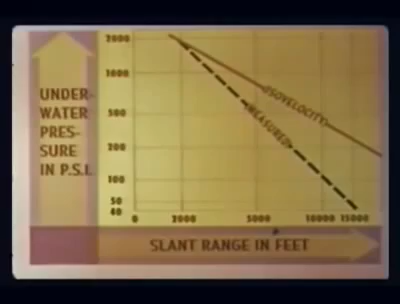 2000
1000
UNDER-
WATER
PRES-
SURE
IN P.S.I.
500
200
100
50
40
ISOVELOCITY
MEASURED
0 2000 5000 10000 15000
SLANT RANGE IN FEET